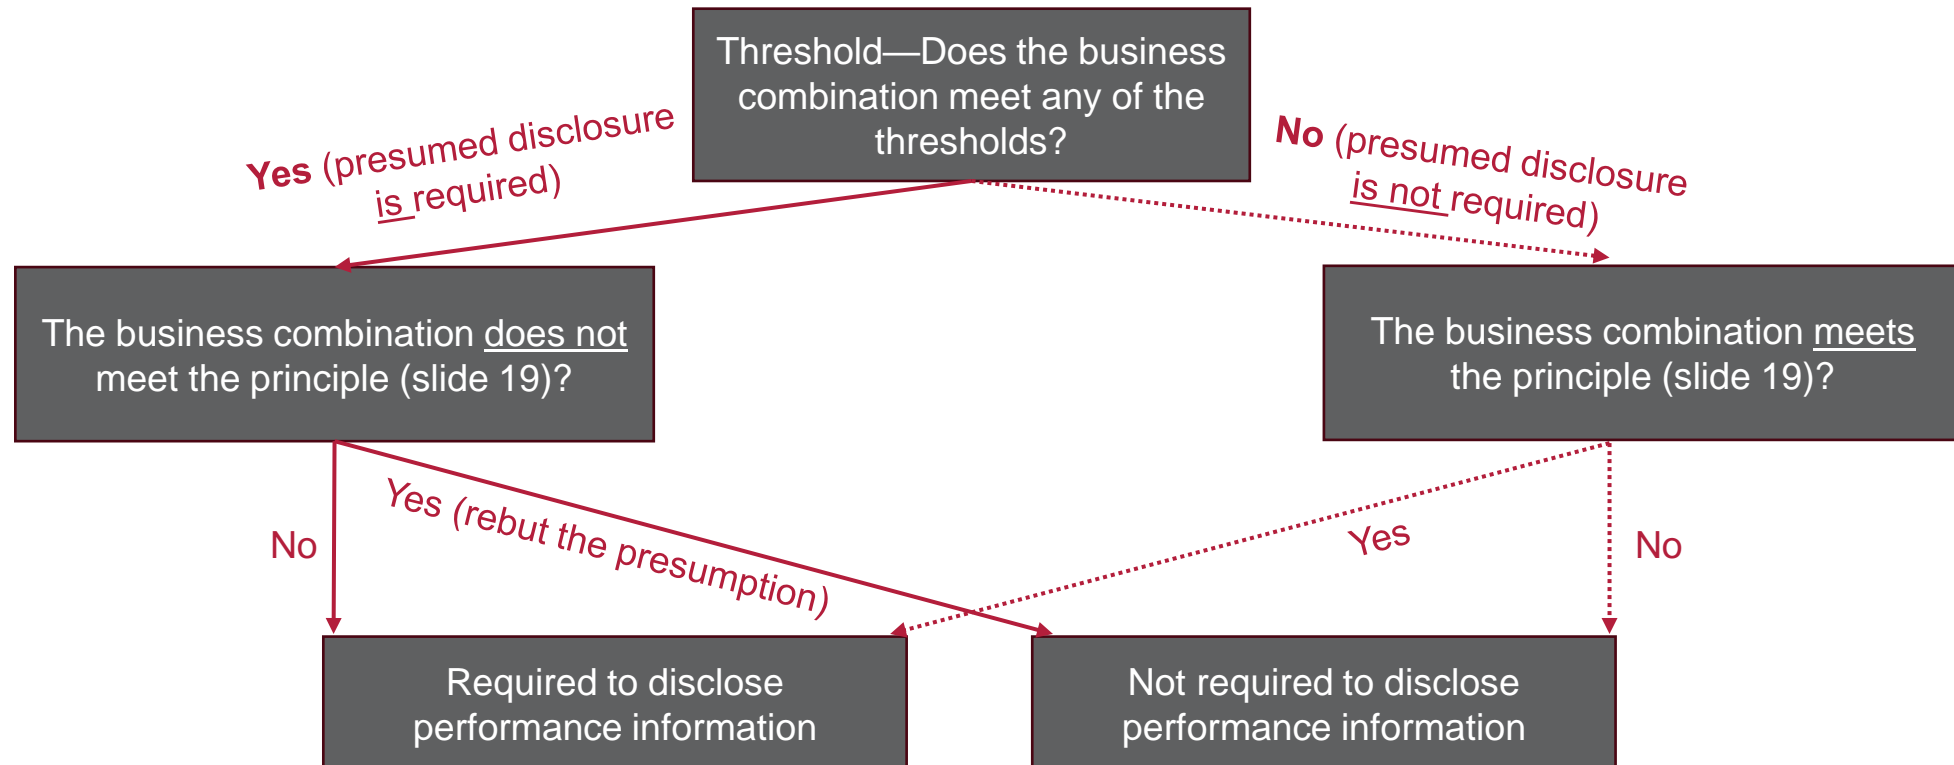 Threshold—Does the business
combination meet any of the
thresholds?
Yes (presumed disclosure
is required)
No (presumed disclosure
is not required)
The business combination does not
meet the principle (slide 19)?
The business combination meets
the principle (slide 19)?
No
Yes (rebut the presumption)
Yes
No
Required to disclose
performance information
Not required to disclose
performance information